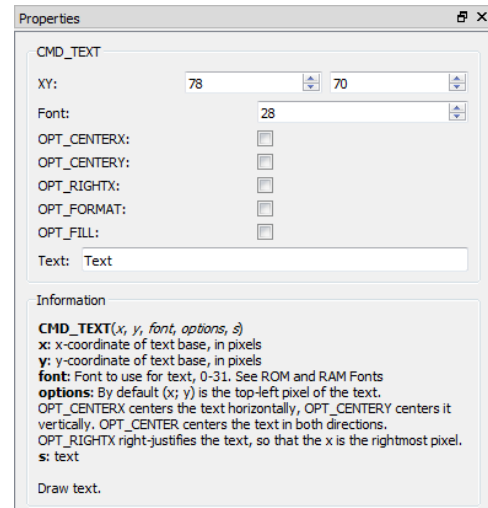 Properties
CMD_TEXT
XY: 78 70
Font: 28
OPT_CENTERX:
OPT_CENTERY:
OPT_RIGHTX:
OPT_FORMAT:
OPT_FILL:
Text: Text
Information
CMD_TEXT(x, y, font, options, s)
x: x-coordinate of text base, in pixels
y: y-coordinate of text base, in pixels
font: Font to use for text, 0-31. See ROM and RAM Fonts
options: By default (x; y) is the top-left pixel of the text.
OPT_CENTERX centers the text horizontally, OPT_CENTERY centers it
vertically. OPT_CENTER centers the text in both directions.
OPT_RIGHTX right-justifies the text, so that the x is the rightmost pixel.
s: text
Draw text.